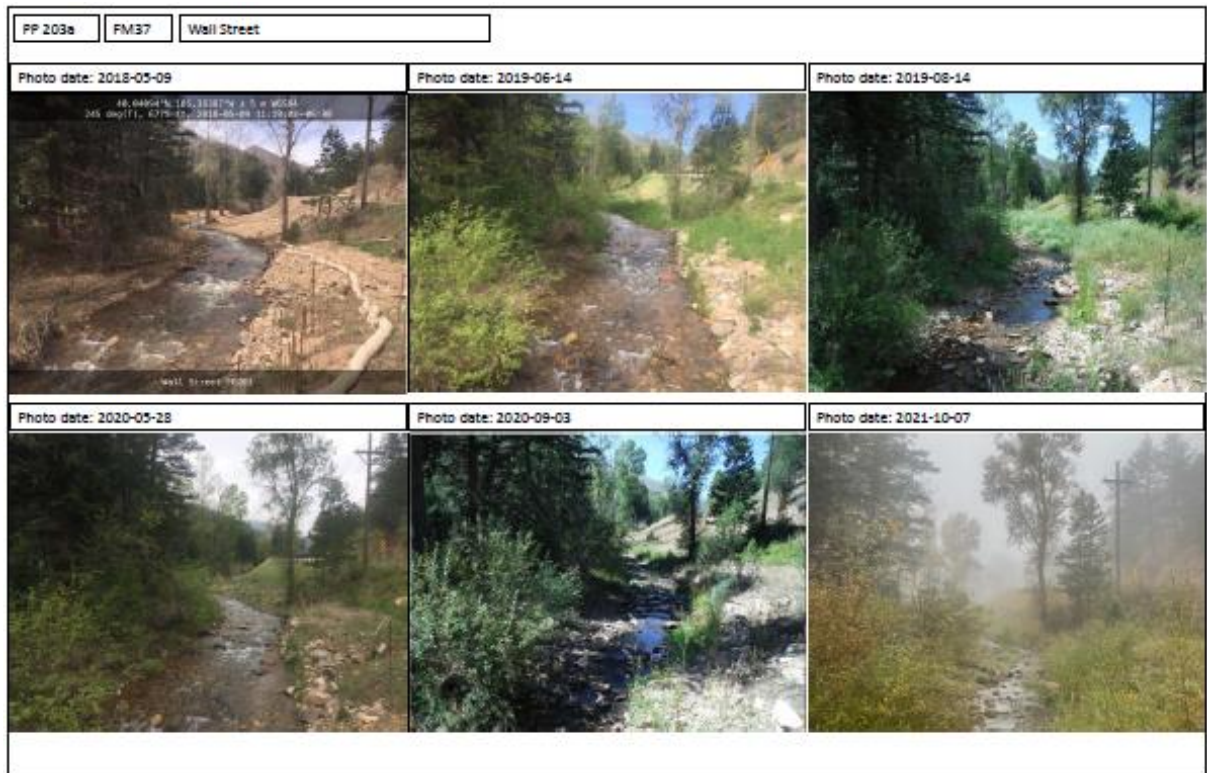 PP 203a FM37 Wall Street
Photo date: 2018-05-09 Photo date: 2019-06-14 Photo date: 2019-08-14
Photo date: 2020-05-28 Photo date: 2020-09-03 Photo date: 2021-10-07